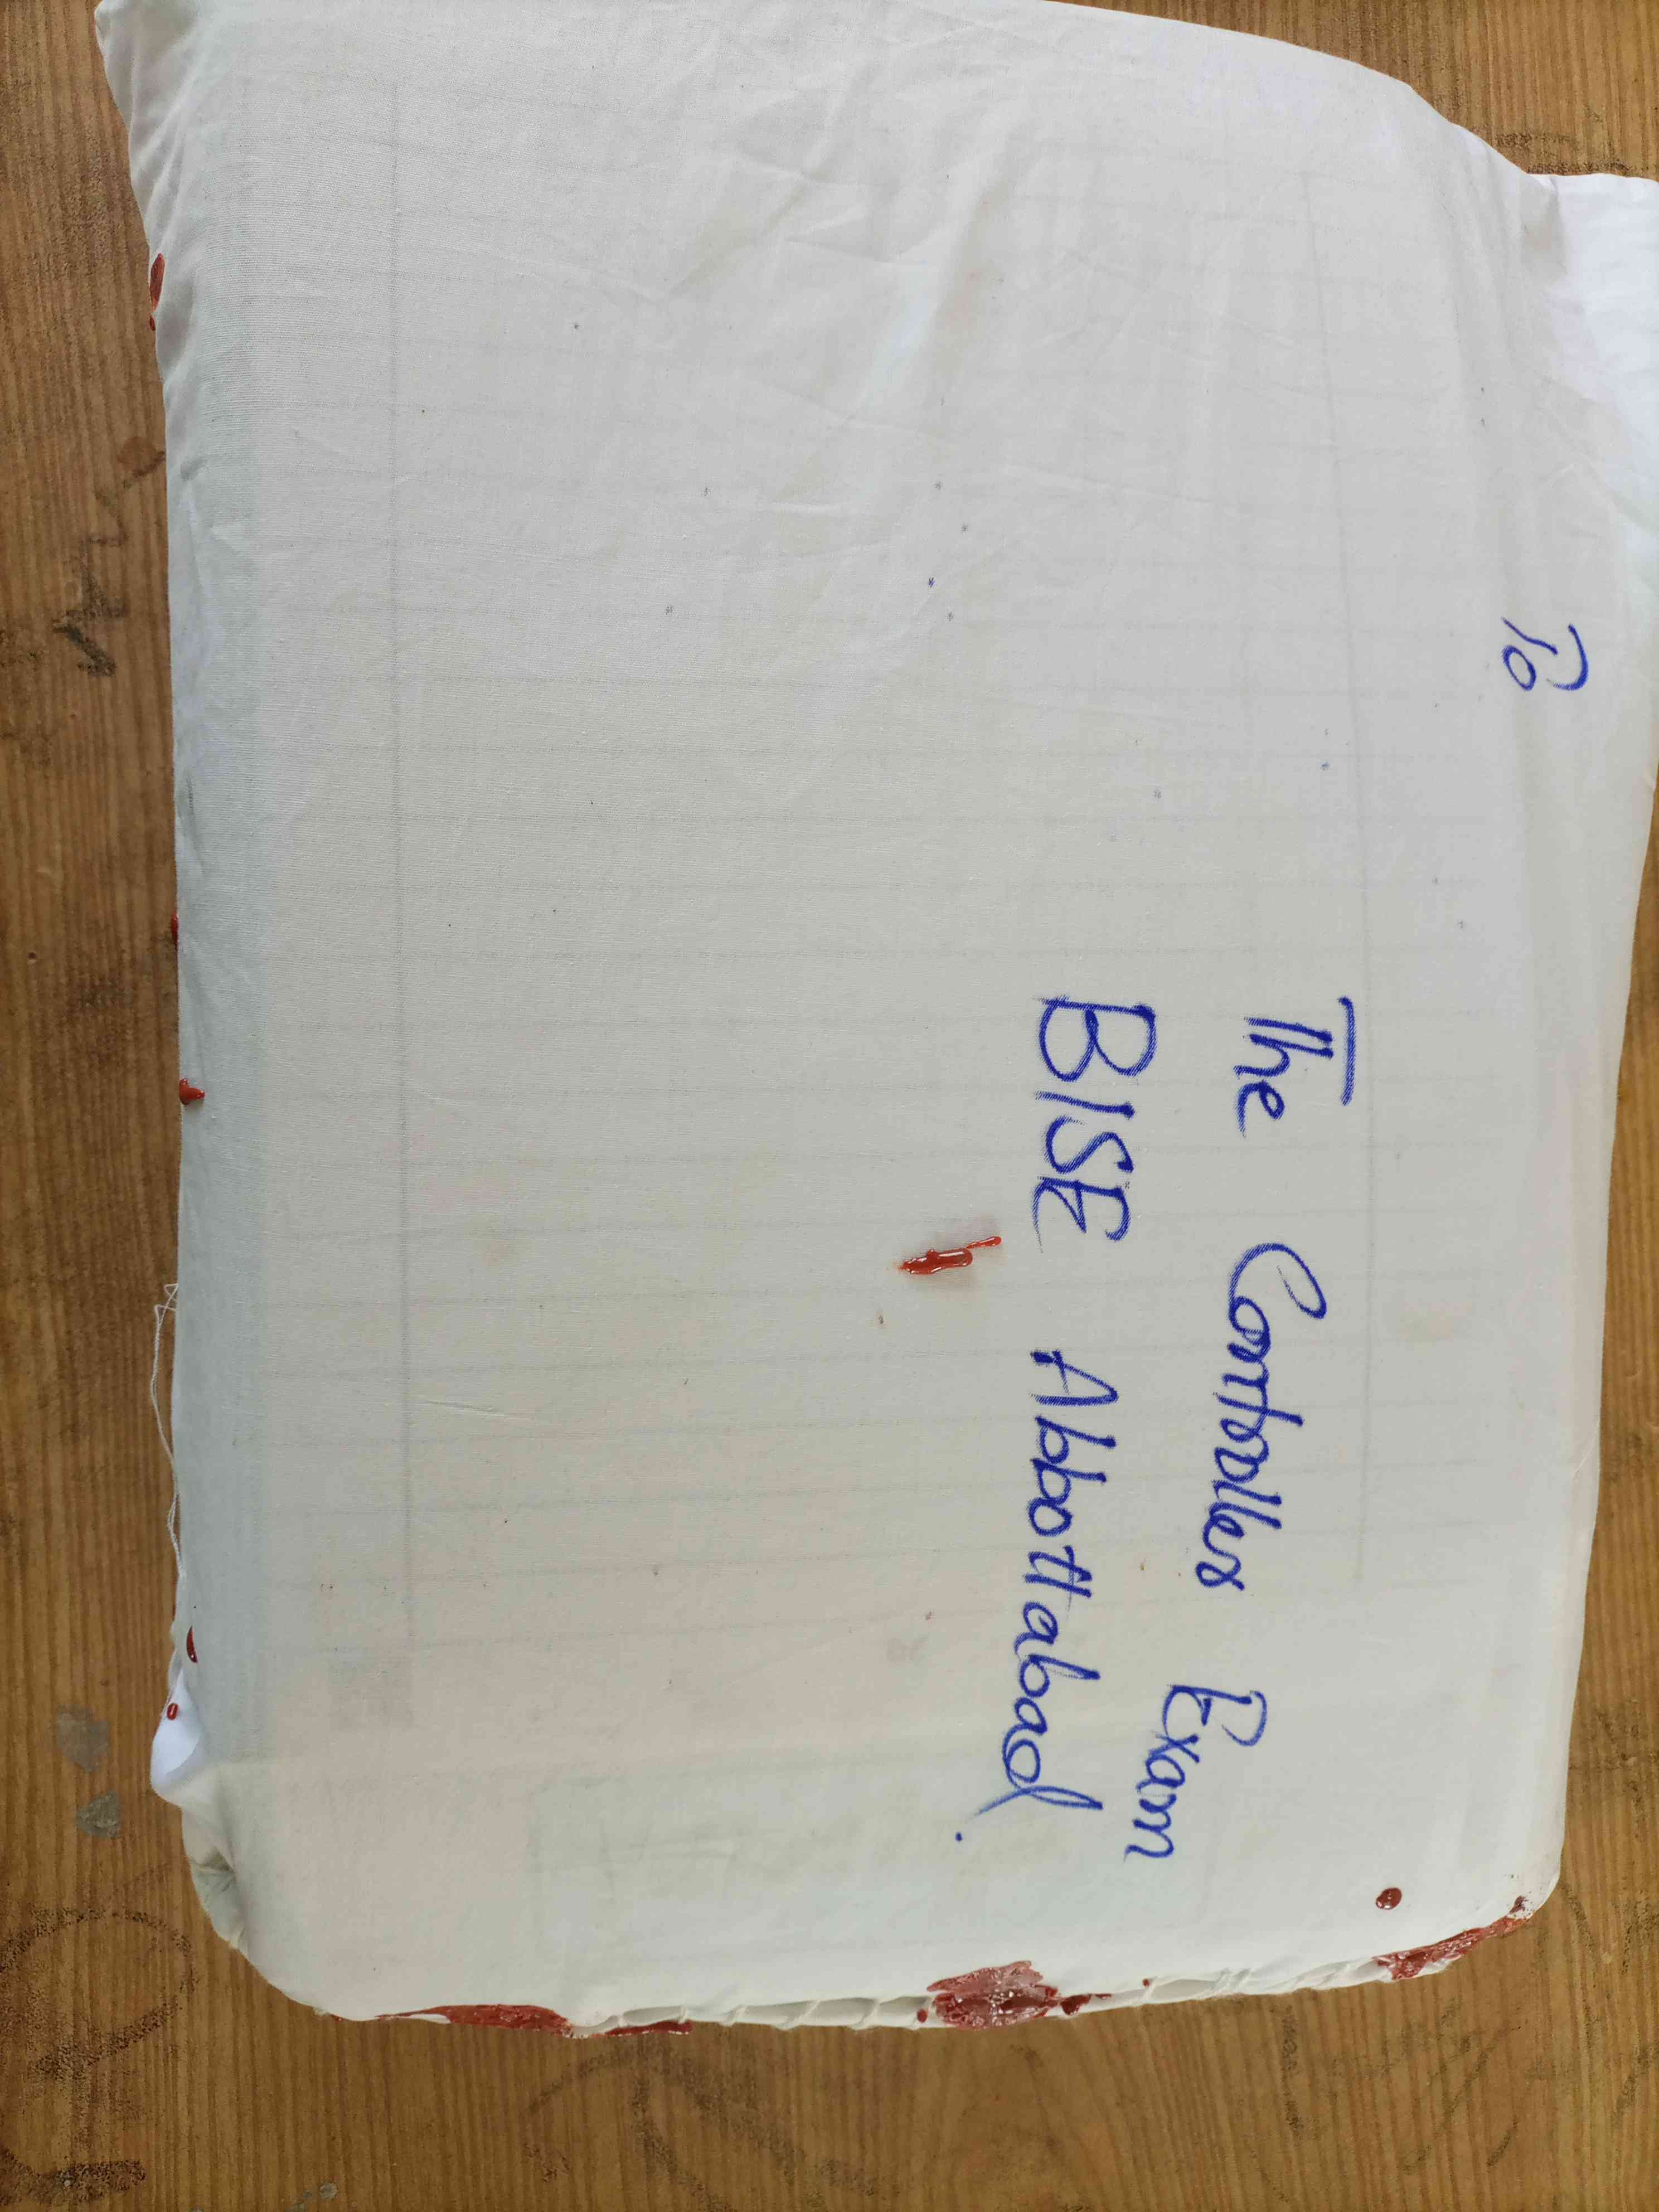 To
The Controller Exam
BISE Abbottabad.